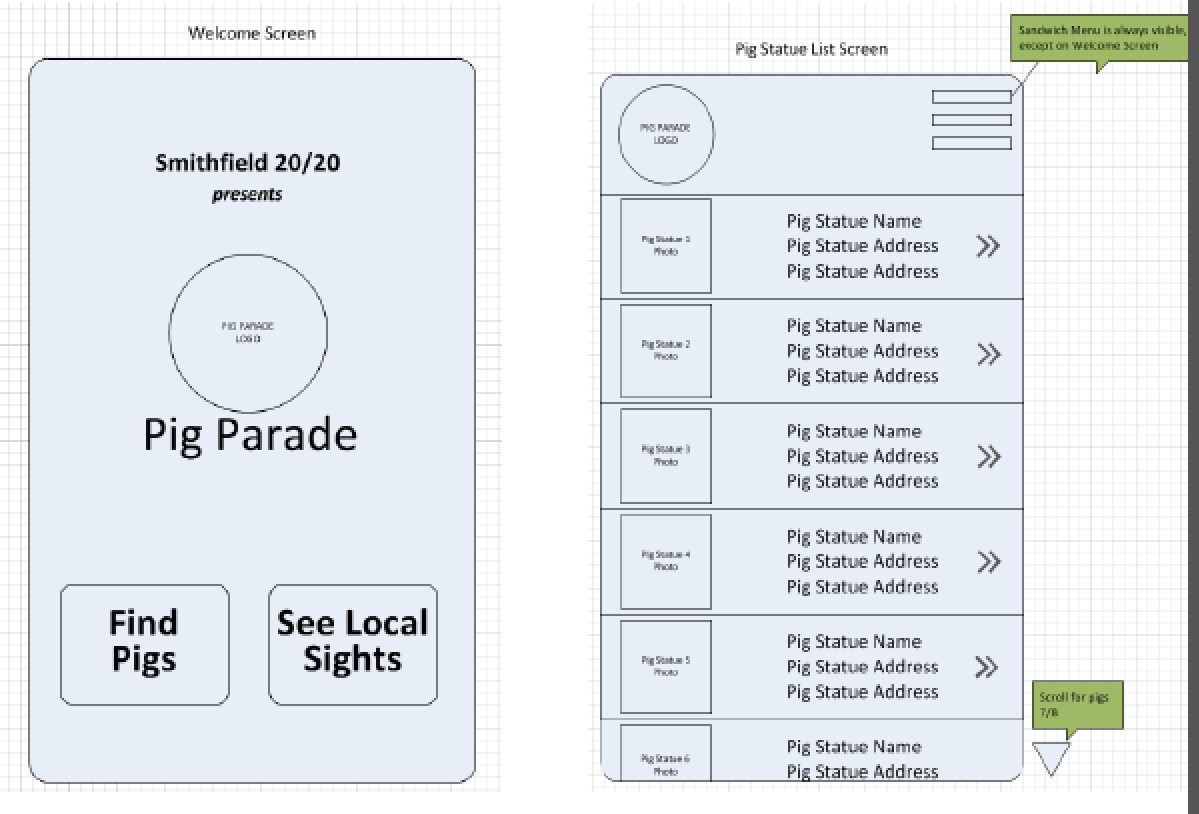 Welcome Screen
Smithfield 20/20
presents
PIG PARADE
LOGO
Pig Parade
Find
Pigs
See Local
Sights
Pig Statue List Screen
Sandwich Menu is always visible,
except on Welcome Screen
PIG PARADE
LOGO
Pig Statue 1
Photo
Pig Statue Name
Pig Statue Address
Pig Statue Address
Pig Statue 2
Photo
Pig Statue Name
Pig Statue Address
Pig Statue Address
Pig Statue 3
Photo
Pig Statue Name
Pig Statue Address
Pig Statue Address
Pig Statue 4
Photo
Pig Statue Name
Pig Statue Address
Pig Statue Address
Pig Statue 5
Photo
Pig Statue Name
Pig Statue Address
Pig Statue Address
Scroll for pigs
7/8
Pig Statue 6
Photo
Pig Statue Name
Pig Statue Address